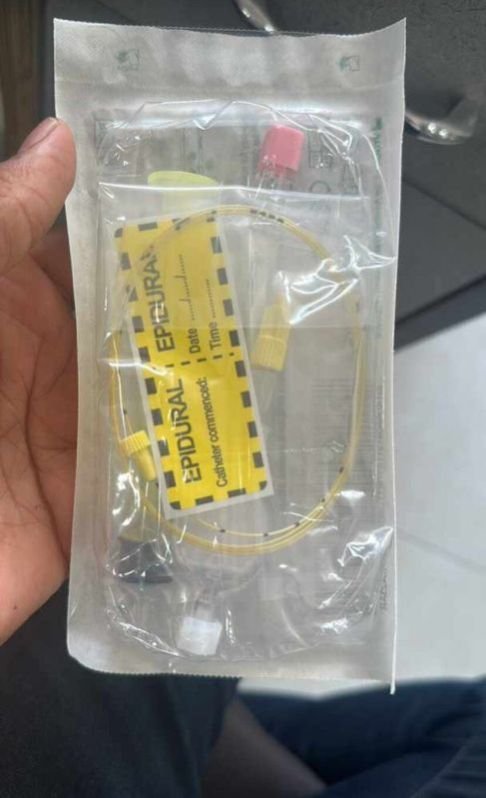 EPIDURAL EPIDURAL
Catheter commenced: Date ....../....../......
Time ............